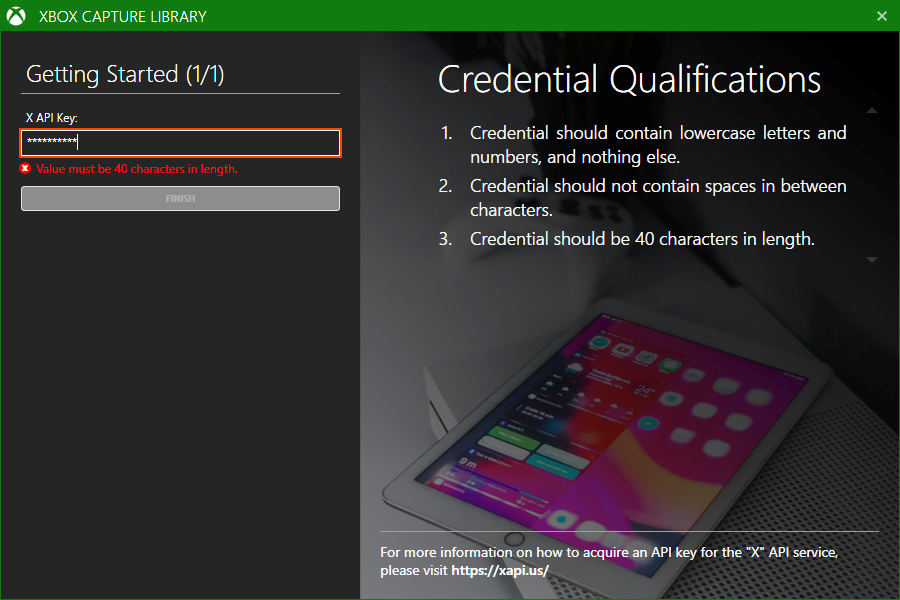 XBOX CAPTURE LIBRARY
Getting Started (1/1)
X API Key:
**********
Value must be 40 characters in length.
FINISH
Credential Qualifications
1. Credential should contain lowercase letters and
numbers, and nothing else.
2. Credential should not contain spaces in between
characters.
3. Credential should be 40 characters in length.
24°
9m
For more information on how to acquire an API key for the "X" API service,
please visit https://xapi.us/